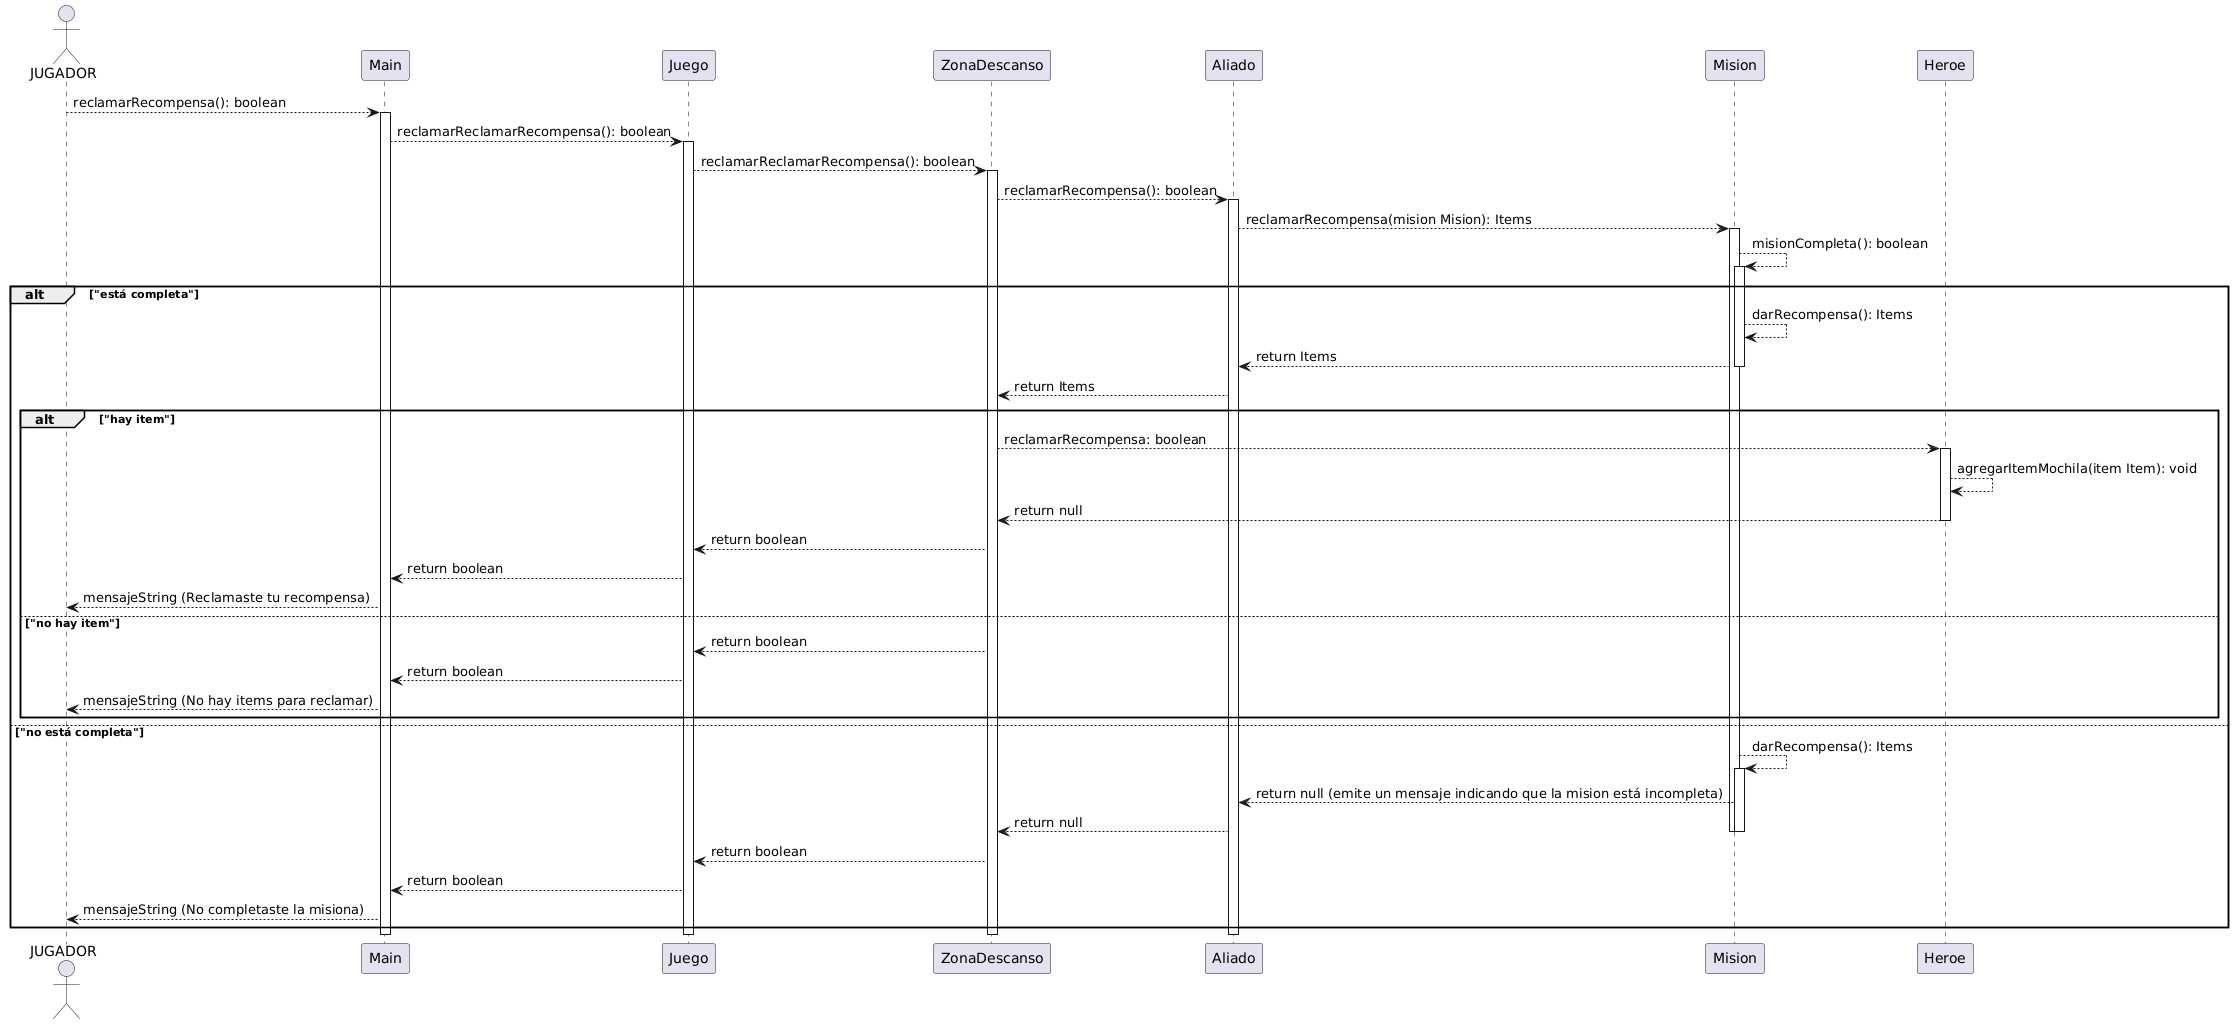 JUGADOR
Main
Juego
ZonaDescanso
Aliado
Mision
Heroe
reclamarRecompensa(): boolean
reclamarReclamarRecompensa(): boolean
reclamarReclamarRecompensa(): boolean
reclamarRecompensa(): boolean
reclamarRecompensa(mision Mision): Items
misionCompleta(): boolean
alt ["está completa"]
darRecompensa(): Items
return Items
return Items
alt ["hay item"]
reclamarRecompensa: boolean
agregarItemMochila(item Item): void
return null
return boolean
return boolean
mensajeString (Reclamaste tu recompensa)
["no hay item"]
return boolean
return boolean
mensajeString (No hay items para reclamar)
["no está completa"]
darRecompensa(): Items
return null (emite un mensaje indicando que la mision está incompleta)
return null
return boolean
return boolean
mensajeString (No completaste la misiona)
JUGADOR
Main
Juego
ZonaDescanso
Aliado
Mision
Heroe